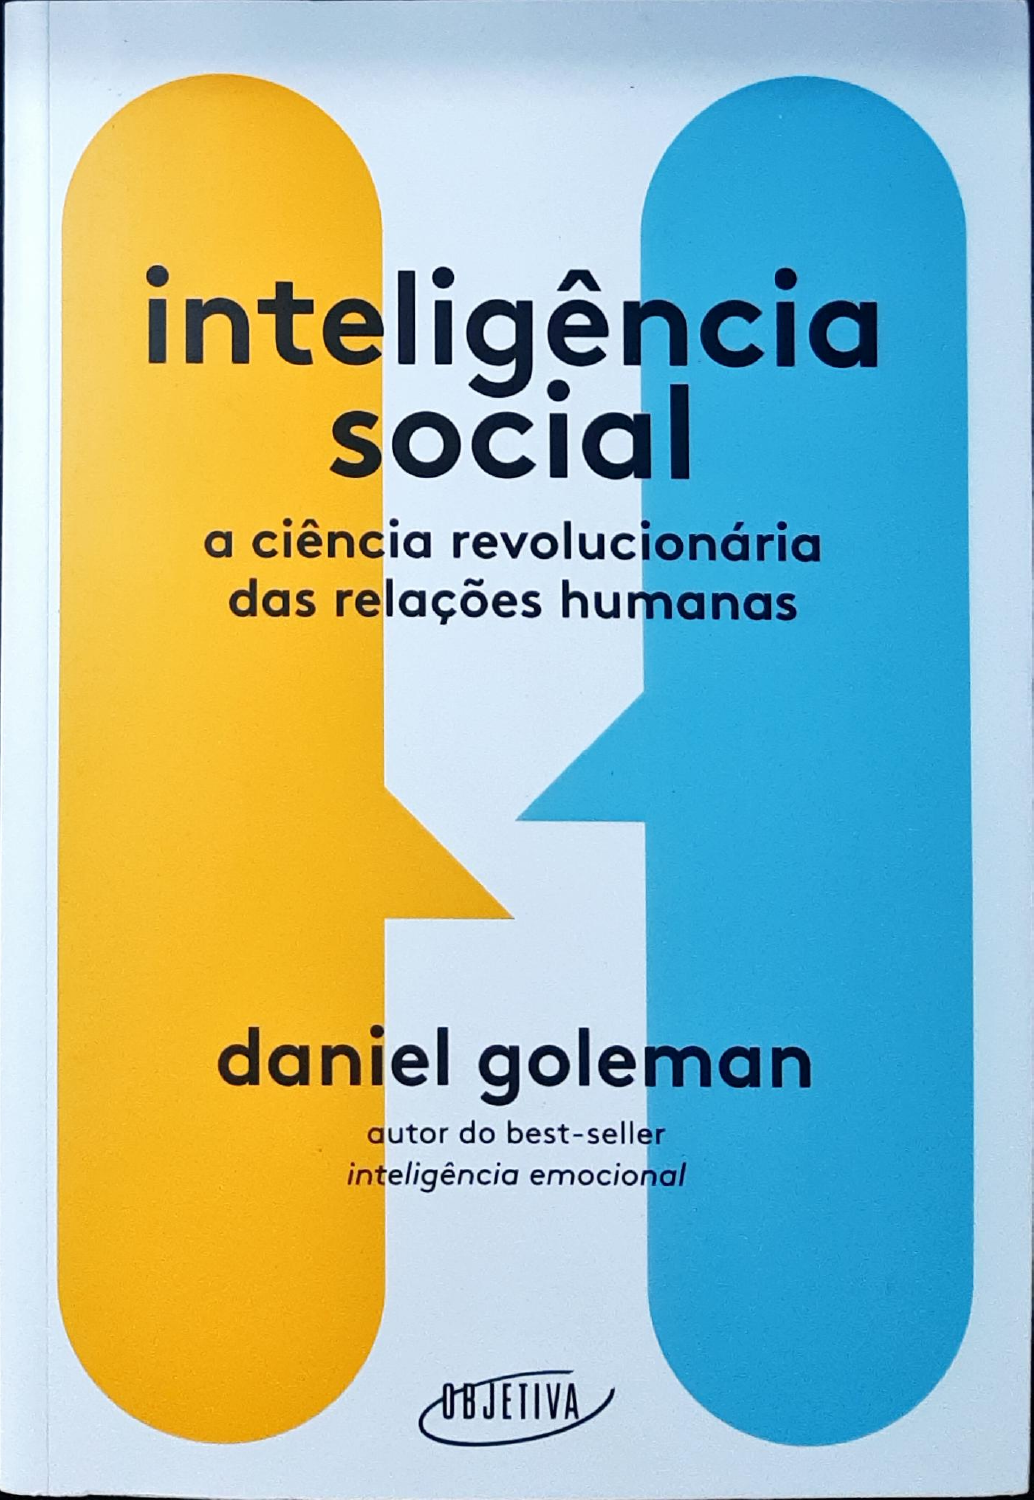 inteligência
social
a ciência revolucionária
das relações humanas
daniel goleman
autor do best-seller
inteligência emocional
OBJETIVA